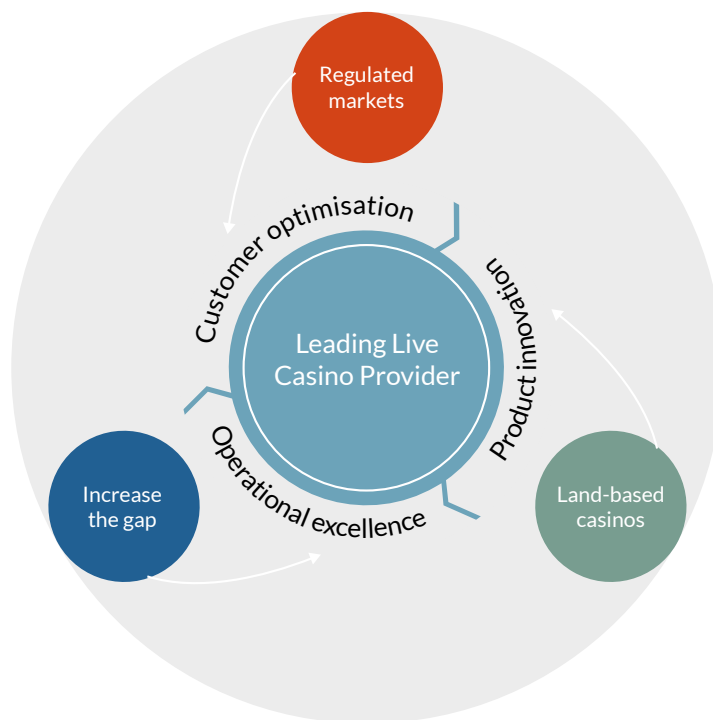 Regulated
markets
Customer optimisation
Product innovation
Leading Live
Casino Provider
Operational excellence
Increase
the gap
Land-based
casinos